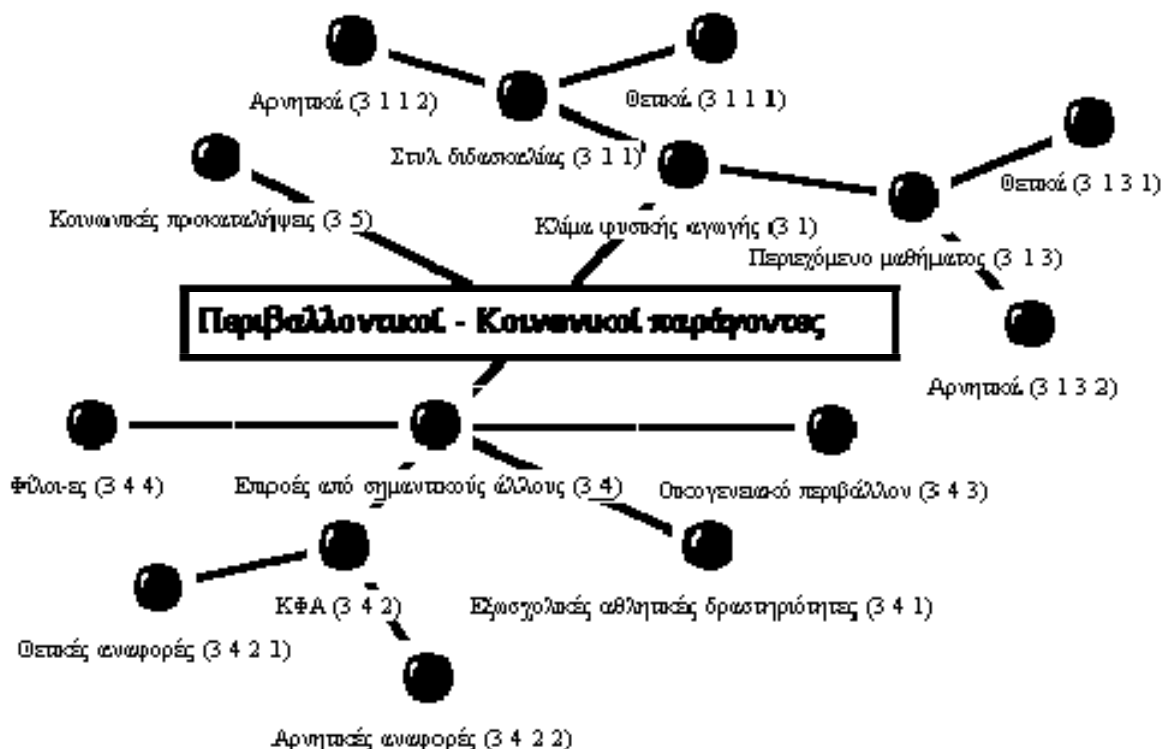 Αρνητικά (3 1 1 2)
Θετικά (3 1 1 1)
Στυλ διδασκαλίας (3 1 1)
Θετικά (3 1 3 1)
Κοινωνικές προκαταλήψεις (3 5)
Κλίμα φυσικής αγωγής (3 1)
Περιεχόμενο μαθήματος (3 1 3)
Περιβαλλοντικοί - Κοινωνικοί παράγοντες
Αρνητικά (3 1 3 2)
Φίλοι-ες (3 4 4)
Επιροές από σημαντικούς άλλους (3 4)
Οικογενειακό περιβάλλον (3 4 3)
ΚΦΑ (3 4 2)
Εξωσχολικές αθλητικές δραστηριότητες (3 4 1)
Θετικές αναφορές (3 4 2 1)
Αρνητικές αναφορές (3 4 2 2)